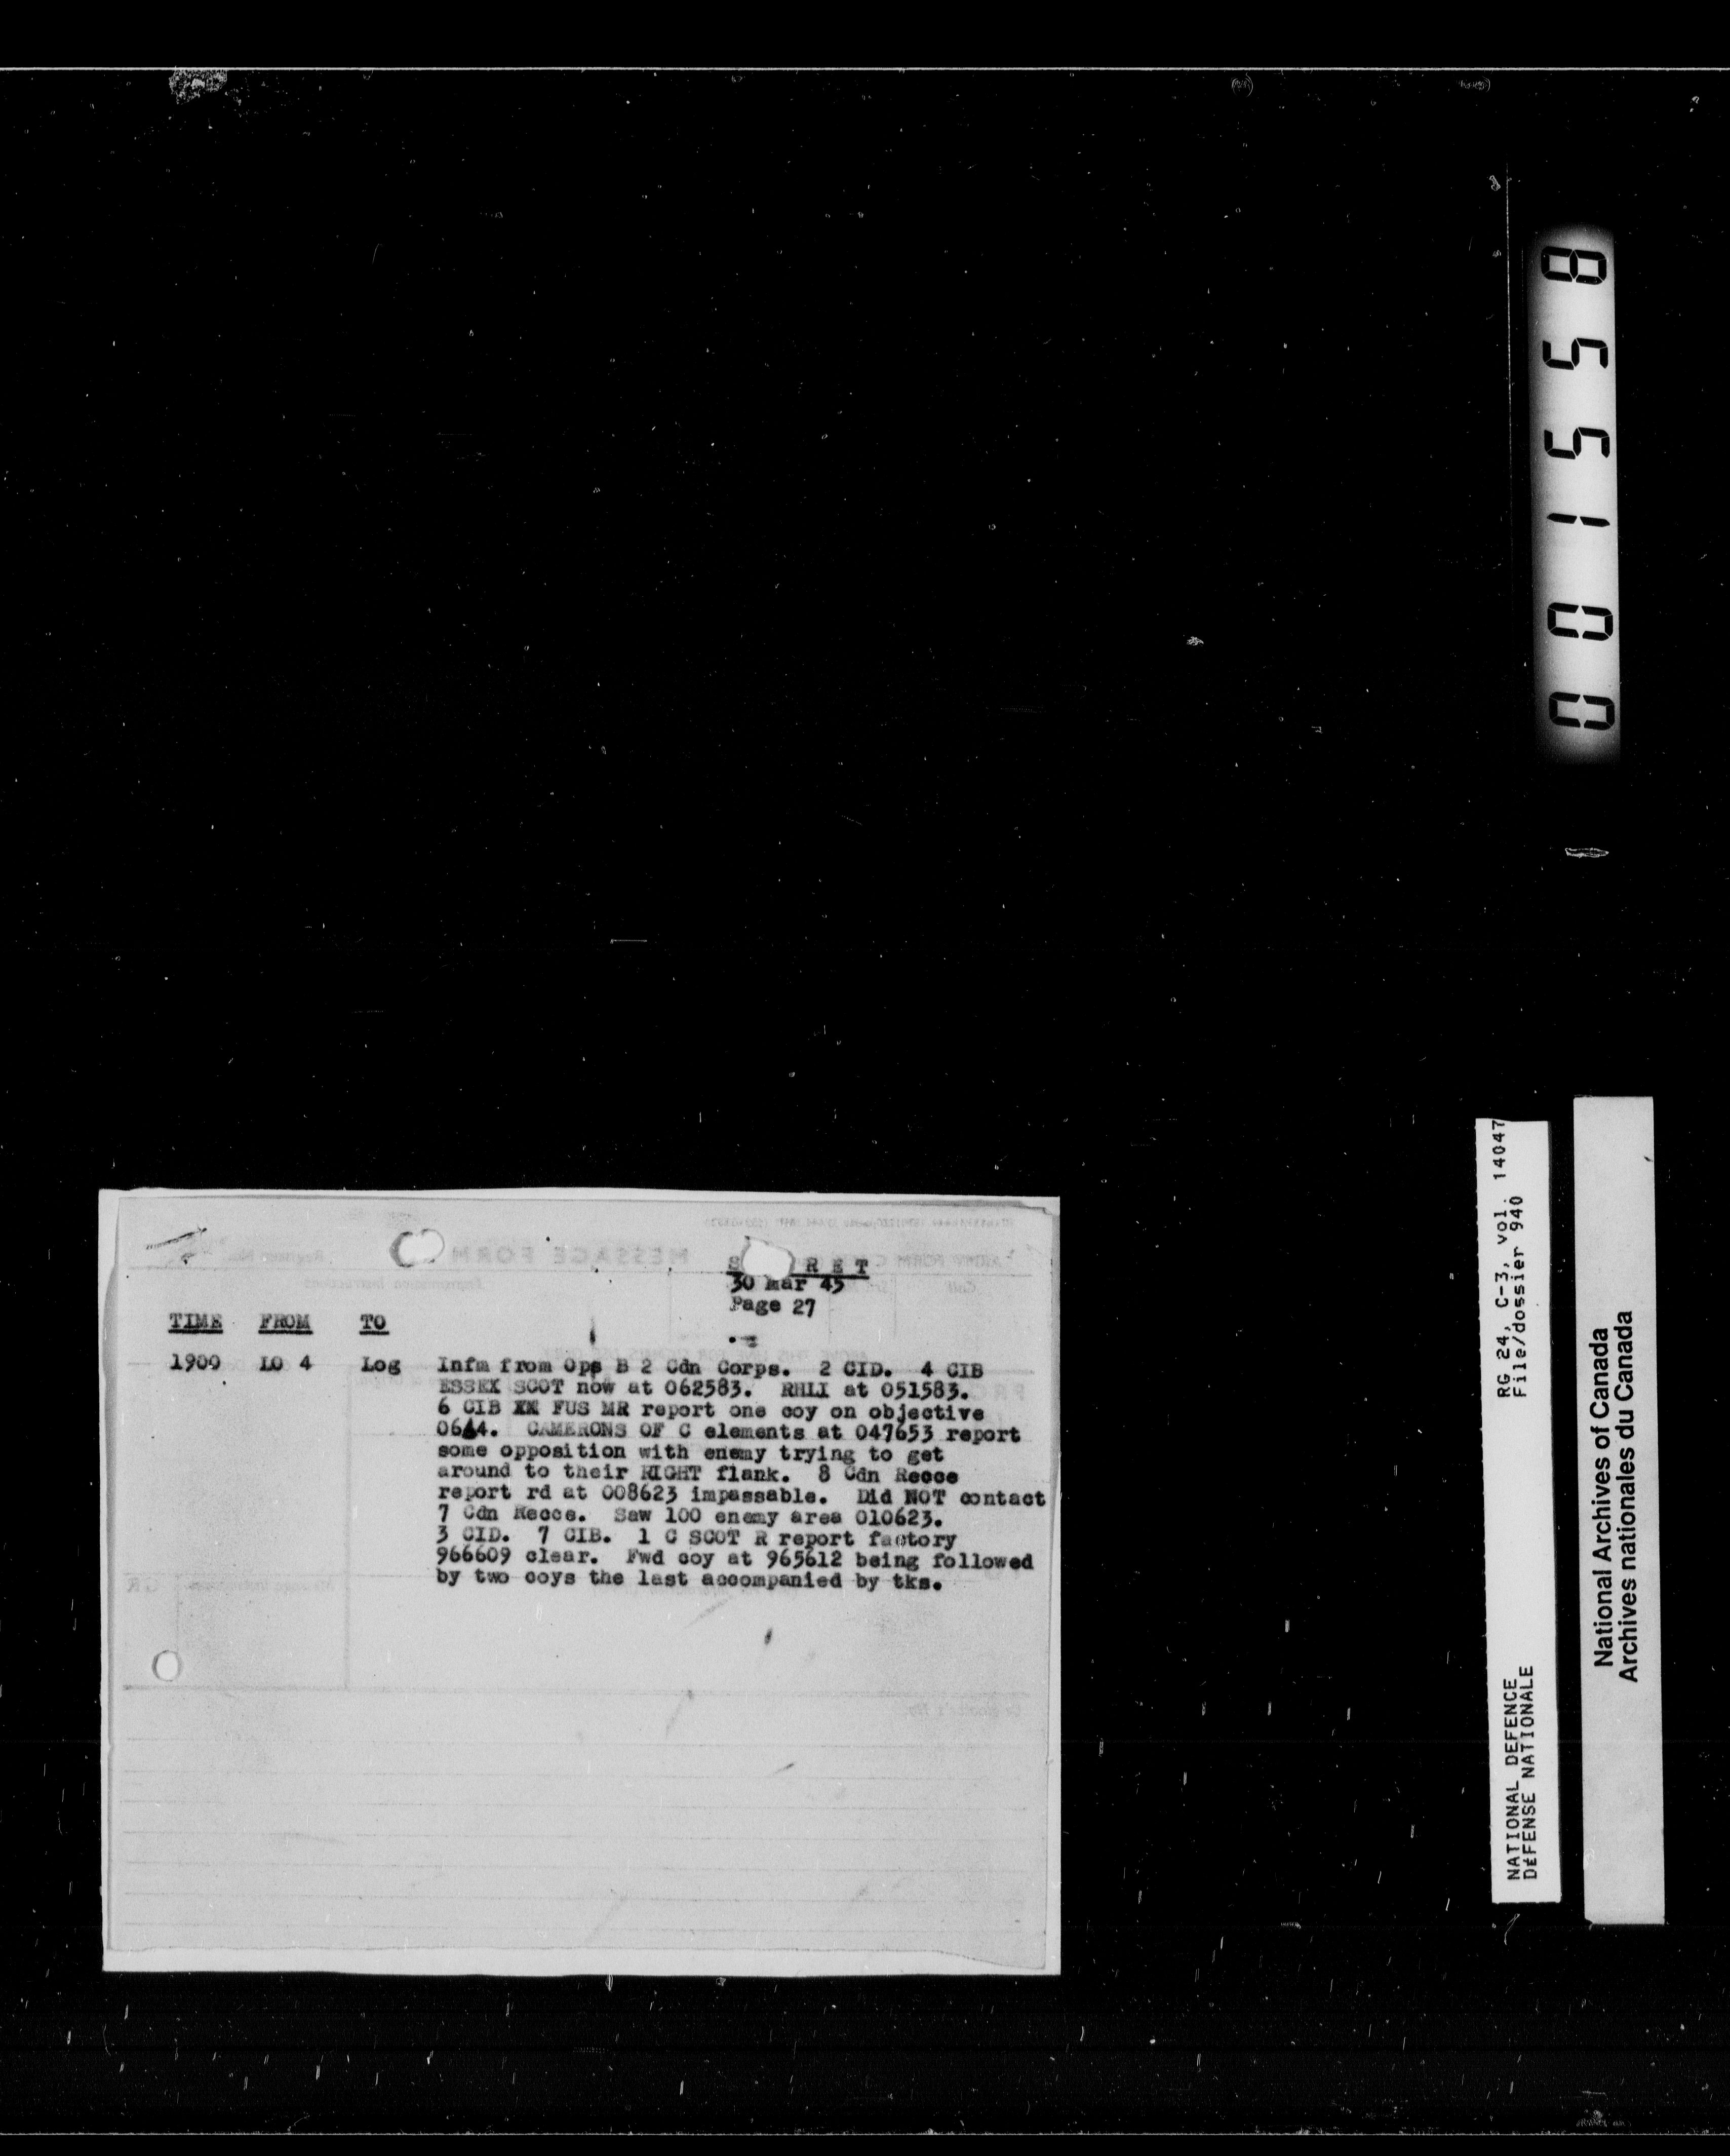 S RET
30 Mar 45
Page 27
TIME FROM TO
1900 LO 4 Log Infm from Ops B 2 Cdn Corps. 2 CID. 4 CIB
ESSEX SCOT now at 062583. RHLI at 051583.
6 CIB XX FUS MR report one coy on objective
0644. CAMERONS OF C elements at 047653 report
some opposition with enemy trying to get
around to their RIGHT flank. 8 Cdn Recce
report rd at 008623 impassable. Did NOT contact
7 Cdn Recce. Saw 100 enemy area 010623.
3 CID. 7 CIB. 1 C SCOT R report factory
966609 clear. Fwd coy at 965612 being followed
by two coys the last accompanied by tks.
001558
RG 24, C-3, vol. 14047
File/dossier 940
NATIONAL DEFENCE
DÉFENSE NATIONALE
National Archives of Canada
Archives nationales du Canada
MESSAGE FORM